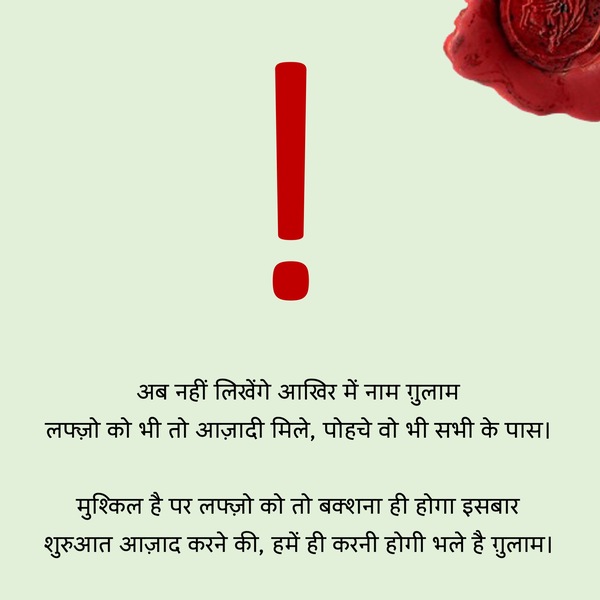 !
अब नहीं लिखेंगे आखिर में नाम ग़ुलाम
लफ्ज़ो को भी तो आज़ादी मिले, पोहचे वो भी सभी के पास।
मुश्किल है पर लफ्ज़ो को तो बक्शना ही होगा इसबार
शुरुआत आज़ाद करने की, हमें ही करनी होगी भले है ग़ुलाम।